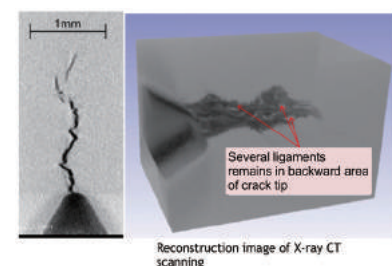 1mm
Several ligaments
remains in backward area
of crack tip
Reconstruction image of X-ray CT
scanning